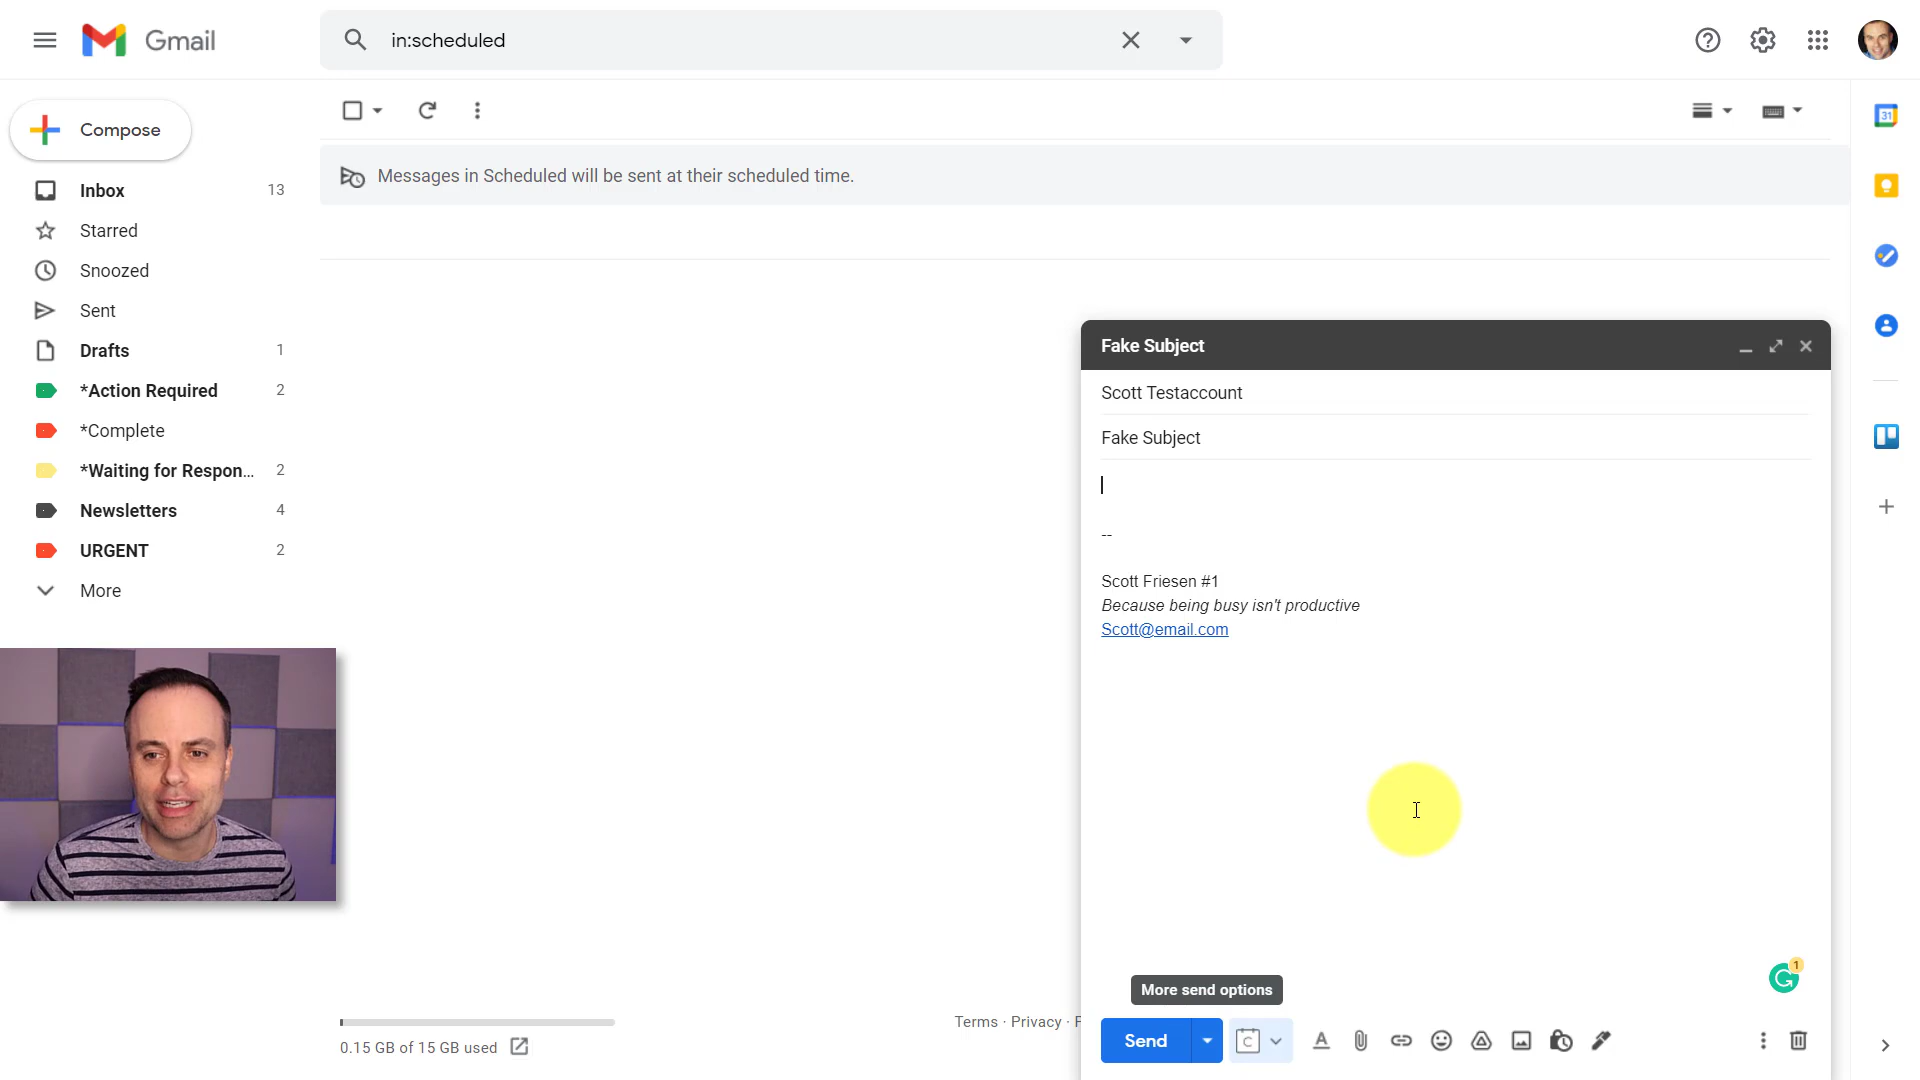 Gmail
in:scheduled
Compose
Messages in Scheduled will be sent at their scheduled time.
Inbox 13
Starred
Snoozed
Sent
Drafts 1
*Action Required 2
*Complete
*Waiting for Respon... 2
Newsletters 4
URGENT 2
More
31
Fake Subject
Scott Testaccount
Fake Subject
--
Scott Friesen #1
Because being busy isn't productive
Scott@email.com
1
More send options
Send
C
Terms · Privacy ·
0.15 GB of 15 GB used